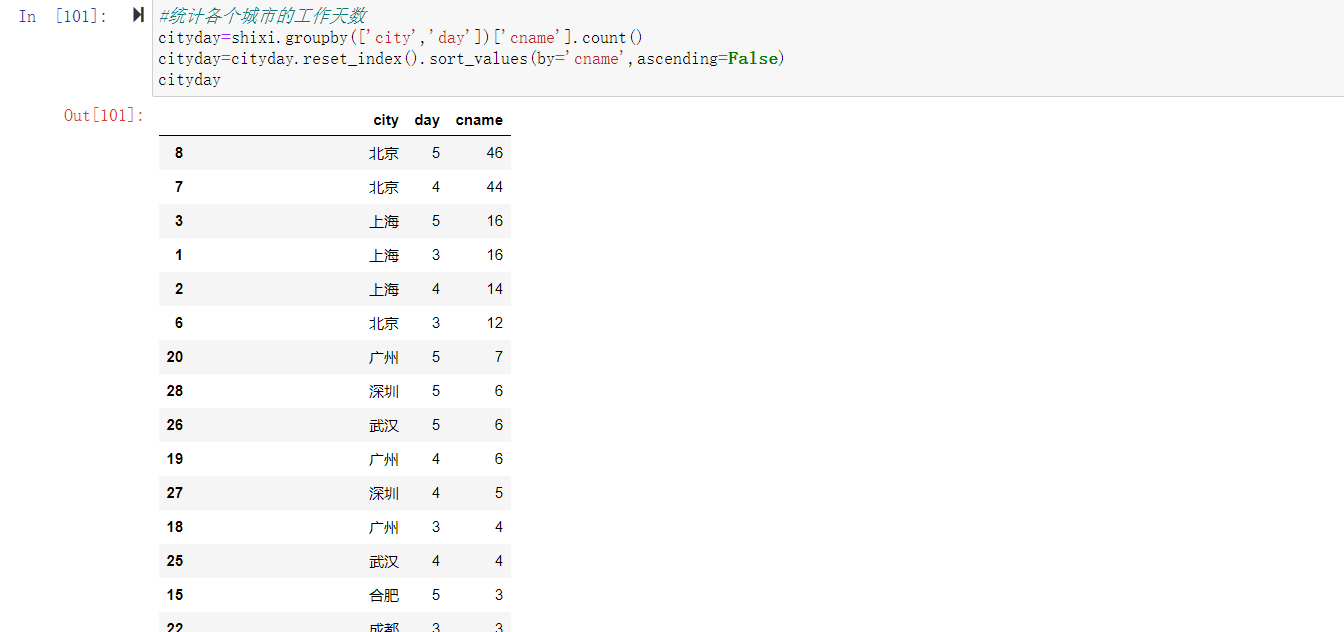 In [101]:
#统计各个城市的工作天数
cityday=shixi.groupby(['city','day'])['cname'].count()
cityday=cityday.reset_index().sort_values(by='cname',ascending=False)
cityday
Out[101]:
city day cname
8 北京 5 46
7 北京 4 44
3 上海 5 16
1 上海 3 16
2 上海 4 14
6 北京 3 12
20 广州 5 7
28 深圳 5 6
26 武汉 5 6
19 广州 4 6
27 深圳 4 5
18 广州 3 4
25 武汉 4 4
15 合肥 5 3
22 成都 3 3